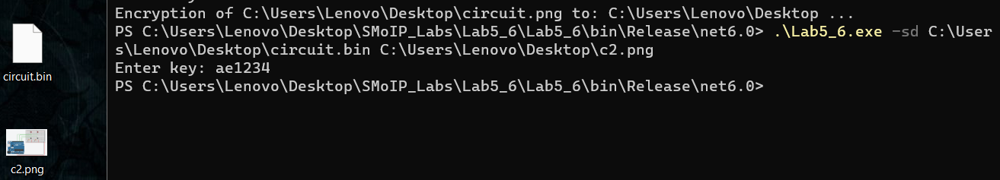 Encryption of C:\Users\Lenovo\Desktop\circuit.png to: C:\Users\Lenovo\Desktop ...
PS C:\Users\Lenovo\Desktop\SMoIP_Labs\Lab5_6\Lab5_6\bin\Release\net6.0> .\Lab5_6.exe -sd C:\User
s\Lenovo\Desktop\circuit.bin C:\Users\Lenovo\Desktop\c2.png
Enter key: ae1234
PS C:\Users\Lenovo\Desktop\SMoIP_Labs\Lab5_6\Lab5_6\bin\Release\net6.0>
circuit.bin
c2.png